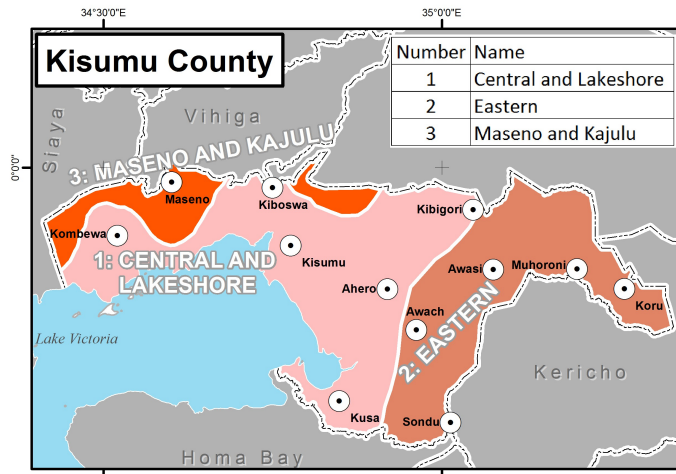 34°30'0"E
35°0'0"E
Kisumu County
Number Name
1 Central and Lakeshore
2 Eastern
3 Maseno and Kajulu
Siaya
Vihiga
0°0'0"
3: MASENO AND KAJULU
Maseno
Kiboswa
Kibigori
Kombewa
1: CENTRAL AND
LAKESHORE
Kisumu
Awasi
Muhoroni
Ahero
Koru
Awach
2: EASTERN
Lake Victoria
Kericho
Kusa
Sondu
Homa Bay